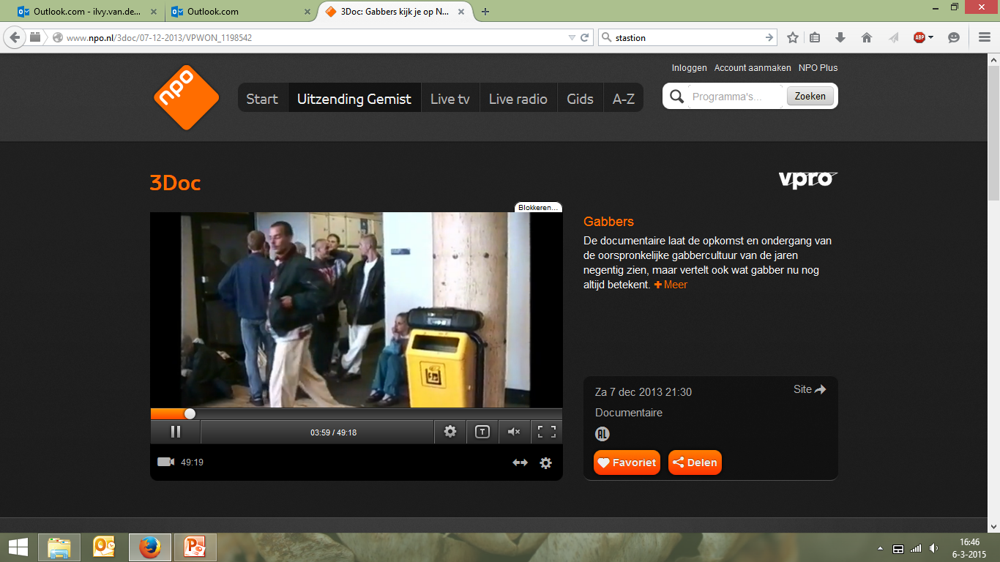 Outlook.com - ilvy.van.de...
Outlook.com
3Doc: Gabbers kijk je op N...
www.npo.nl/3doc/07-12-2013/VPWON_1198542
stastion
ABP
Inloggen Account aanmaken NPO Plus
npo
Start Uitzending Gemist Live tv Live radio Gids A-Z
Programma's... Zoeken
3Doc
vpro
Blokkeren...
Gabbers
De documentaire laat de opkomst en ondergang van
de oorspronkelijke gabbercultuur van de jaren
negentig zien, maar vertelt ook wat gabber nu nog
altijd betekent. + Meer
Za 7 dec 2013 21:30
Site
Documentaire
AL
Favoriet Delen
03:59 / 49:18
T
49:19
16:46
6-3-2015